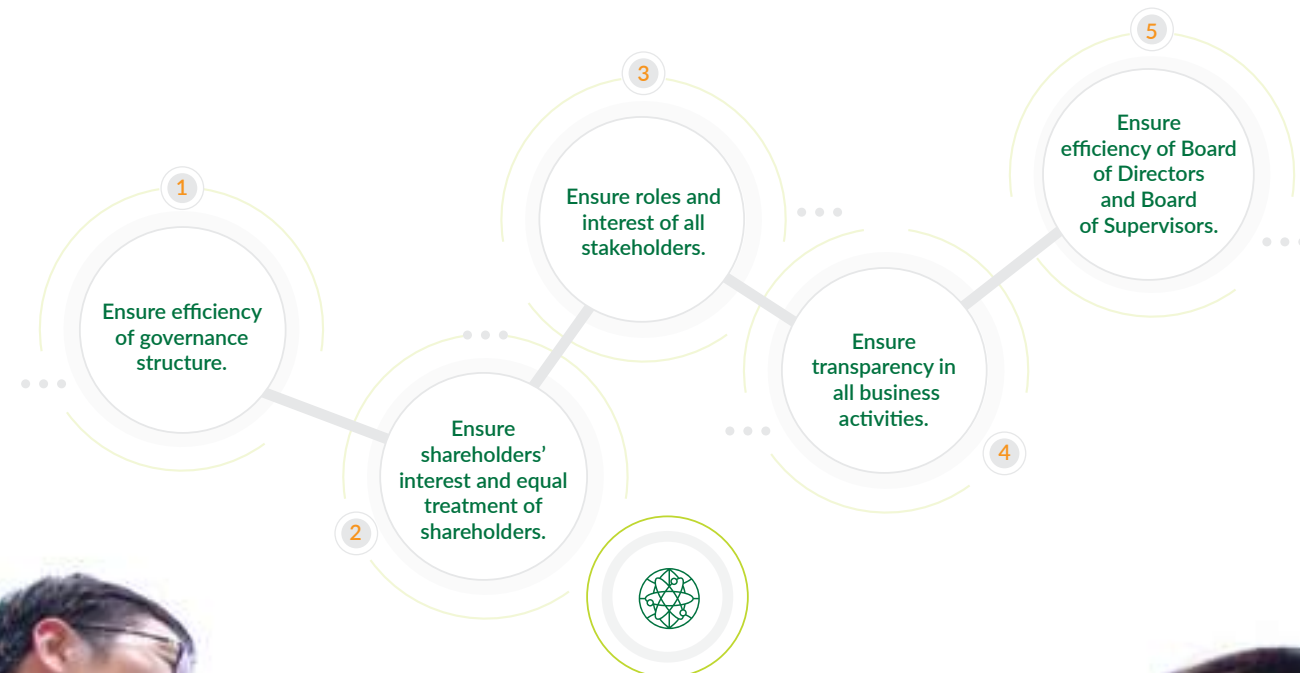 1
Ensure efficiency
of governance
structure.
2
Ensure
shareholders’
interest and equal
treatment of
shareholders.
3
Ensure roles and
interest of all
stakeholders.
4
Ensure
transparency in
all business
activities.
5
Ensure
efficiency of Board
of Directors
and Board
of Supervisors.